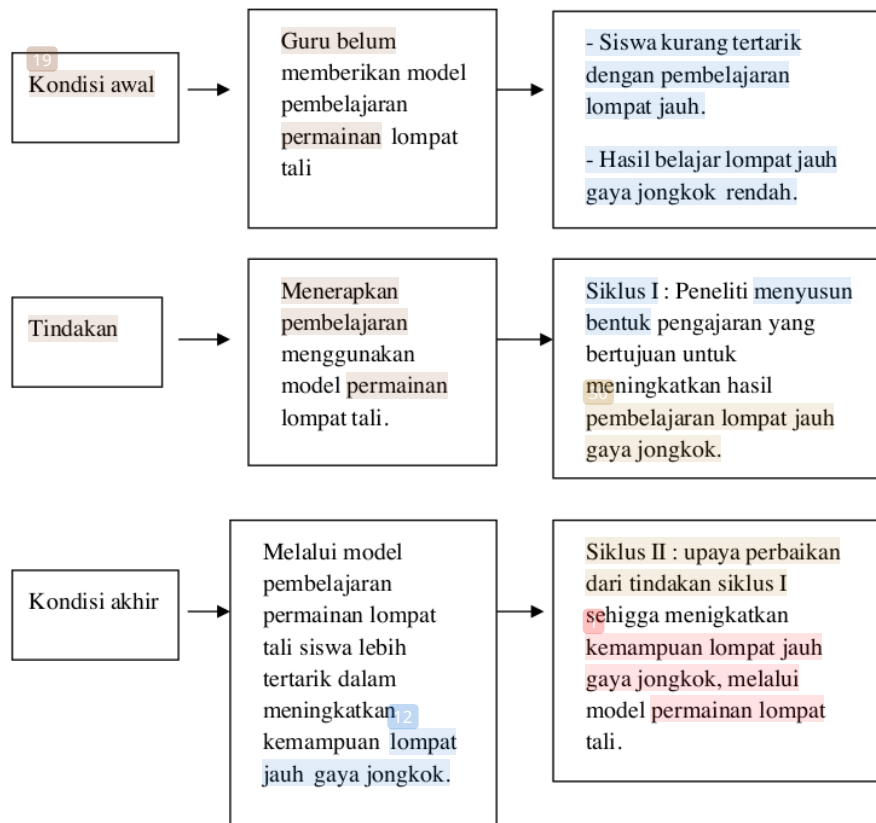 19
Kondisi awal
Guru belum
memberikan model
pembelajaran
permainan lompat
tali
- Siswa kurang tertarik
dengan pembelajaran
lompat jauh.
- Hasil belajar lompat jauh
gaya jongkok rendah.
Tindakan
Menerapkan
pembelajaran
menggunakan
model permainan
lompat tali.
Siklus I : Peneliti menyusun
bentuk pengajaran yang
bertujuan untuk
meningkatkan hasil
30
pembelajaran lompat jauh
gaya jongkok.
Kondisi akhir
Melalui model
pembelajaran
permainan lompat
tali siswa lebih
tertarik dalam
meningkatkan
12
kemampuan lompat
jauh gaya jongkok.
Siklus II : upaya perbaikan
dari tindakan siklus I
sehigga menigkatkan
1
kemampuan lompat jauh
gaya jongkok, melalui
model permainan lompat
tali.